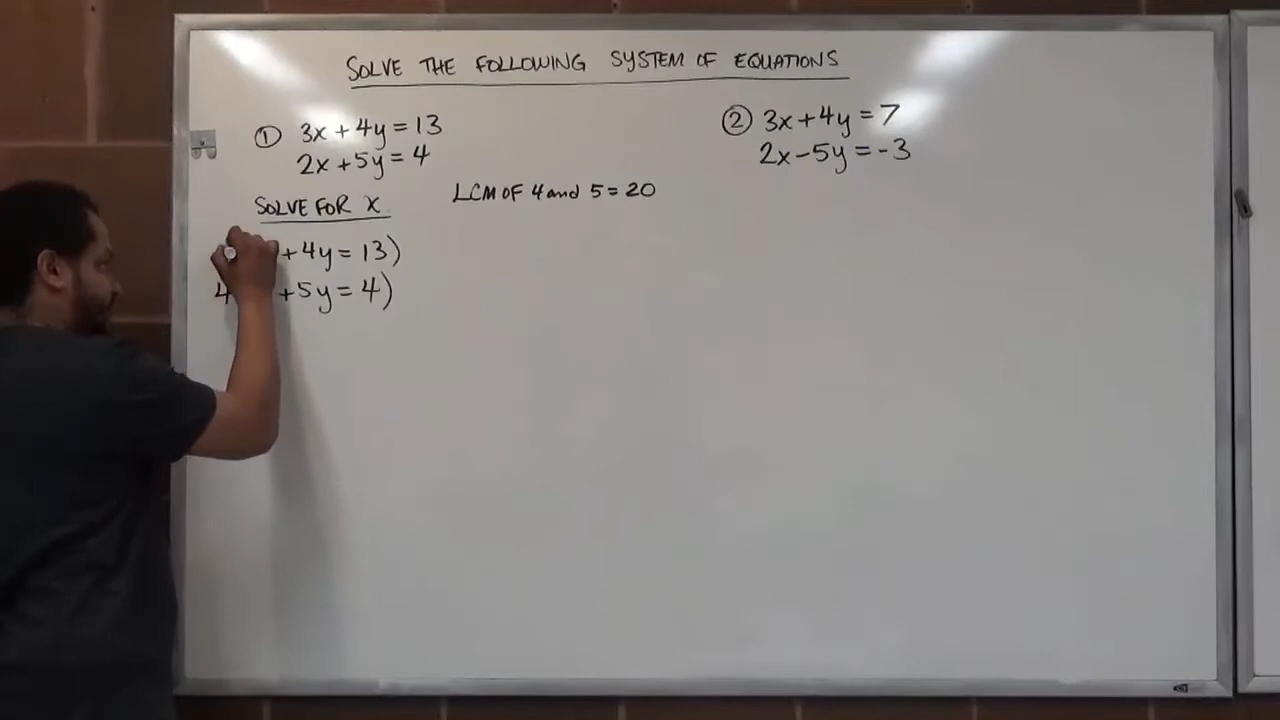 SOLVE THE FOLLOWING SYSTEM OF EQUATIONS
① 3x + 4y = 13
2x + 5y = 4
② 3x + 4y = 7
2x - 5y = -3
SOLVE FOR X
LCM OF 4 and 5 = 20
+ 4y = 13)
4 + 5y = 4)